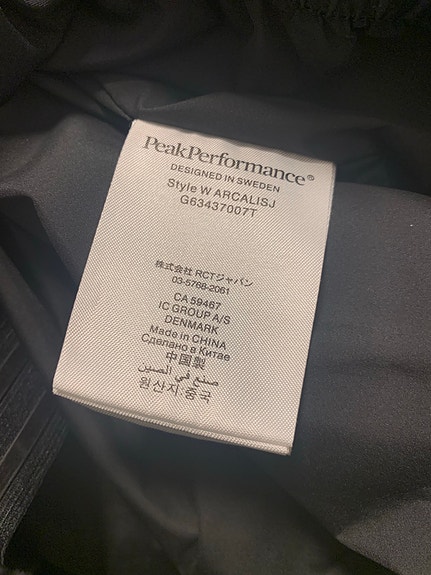 PeakPerformance®
DESIGNED IN SWEDEN
Style W ARCALISJ
G63437007T
株式会社 RCTジャパン
03-5768-2061
CA 59467
IC GROUP A/S
DENMARK
Made in CHINA
Сделано в Китае
中国製
صنع في الصين
원산지:중국